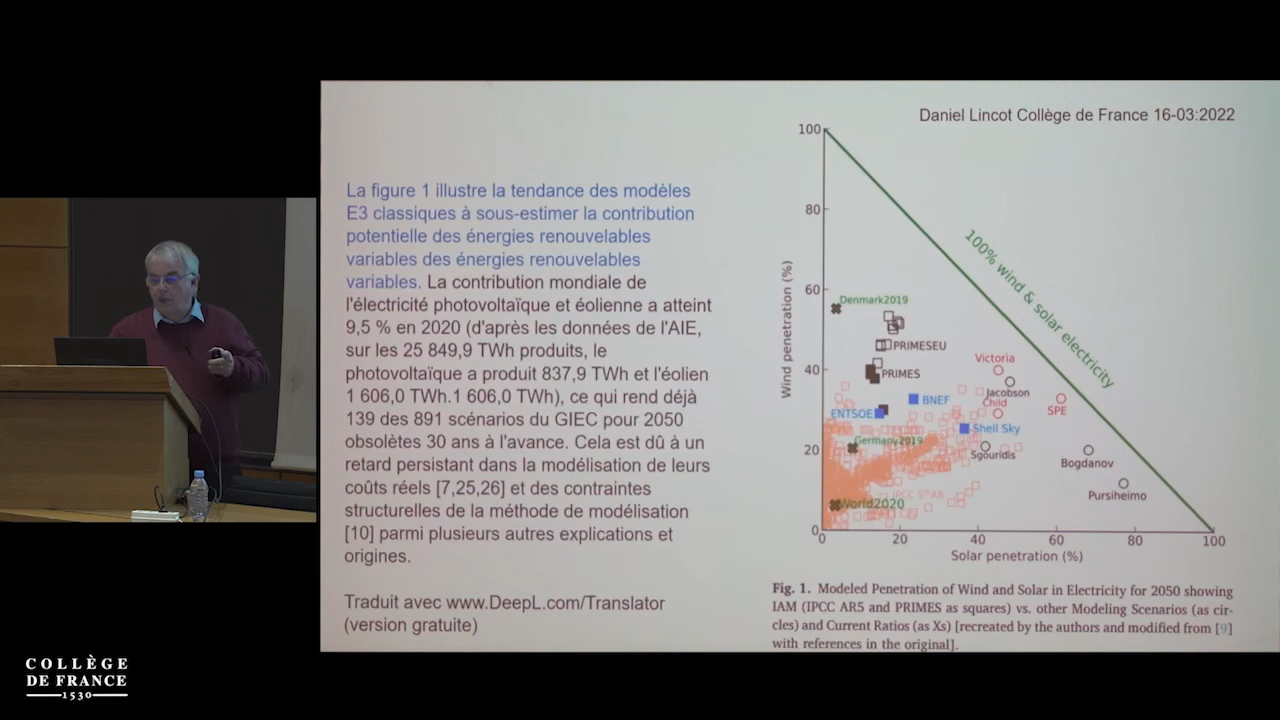 Daniel Lincot Collège de France 16-03:2022
La figure 1 illustre la tendance des modèles
E3 classiques à sous-estimer la contribution
potentielle des énergies renouvelables
variables des énergies renouvelables
variables. La contribution mondiale de
l'électricité photovoltaïque et éolienne a atteint
9,5 % en 2020 (d'après les données de l'AIE,
sur les 25 849,9 TWh produits, le
photovoltaïque a produit 837,9 TWh et l'éolien
1 606,0 TWh.1 606,0 TWh), ce qui rend déjà
139 des 891 scénarios du GIEC pour 2050
obsolètes 30 ans à l'avance. Cela est dû à un
retard persistant dans la modélisation de leurs
coûts réels [7,25,26] et des contraintes
structurelles de la méthode de modélisation
[10] parmi plusieurs autres explications et
origines.
Traduit avec www.DeepL.com/Translator
(version gratuite)
100
80
60
40
20
0
Wind penetration (%)
100% wind & solar electricity
Denmark2019
PRIMESEU
PRIMES
Victoria
Jacobson
Child
SPE
BNEF
ENTSOE
Shell Sky
Germany2019
Sgouridis
Bogdanov
Pursiheimo
IPCC 5th AR
World2020
0
20
40
60
80
100
Solar penetration (%)
Fig. 1. Modeled Penetration of Wind and Solar in Electricity for 2050 showing
IAM (IPCC AR5 and PRIMES as squares) vs. other Modeling Scenarios (as cir-
cles) and Current Ratios (as Xs) [recreated by the authors and modified from [9]
with references in the original].
COLLÈGE
DE FRANCE
1530